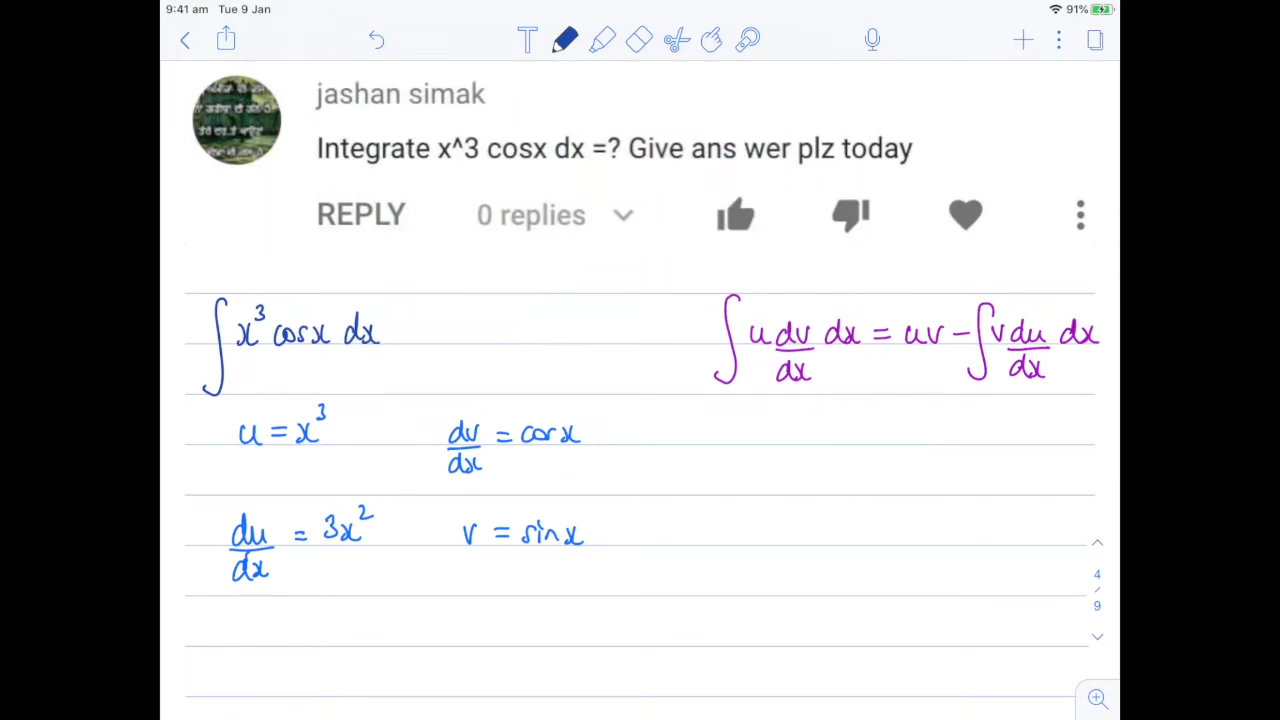 9:41 am Tue 9 Jan 91%
T
jashan simak
Integrate x^3 cosx dx =? Give ans wer plz today
REPLY 0 replies
∫ x³ cosx dx
∫ u dv/dx dx = uv − ∫ v du/dx dx
u = x³ dv/dx = cosx
du/dx = 3x² v = sinx
4
/
9